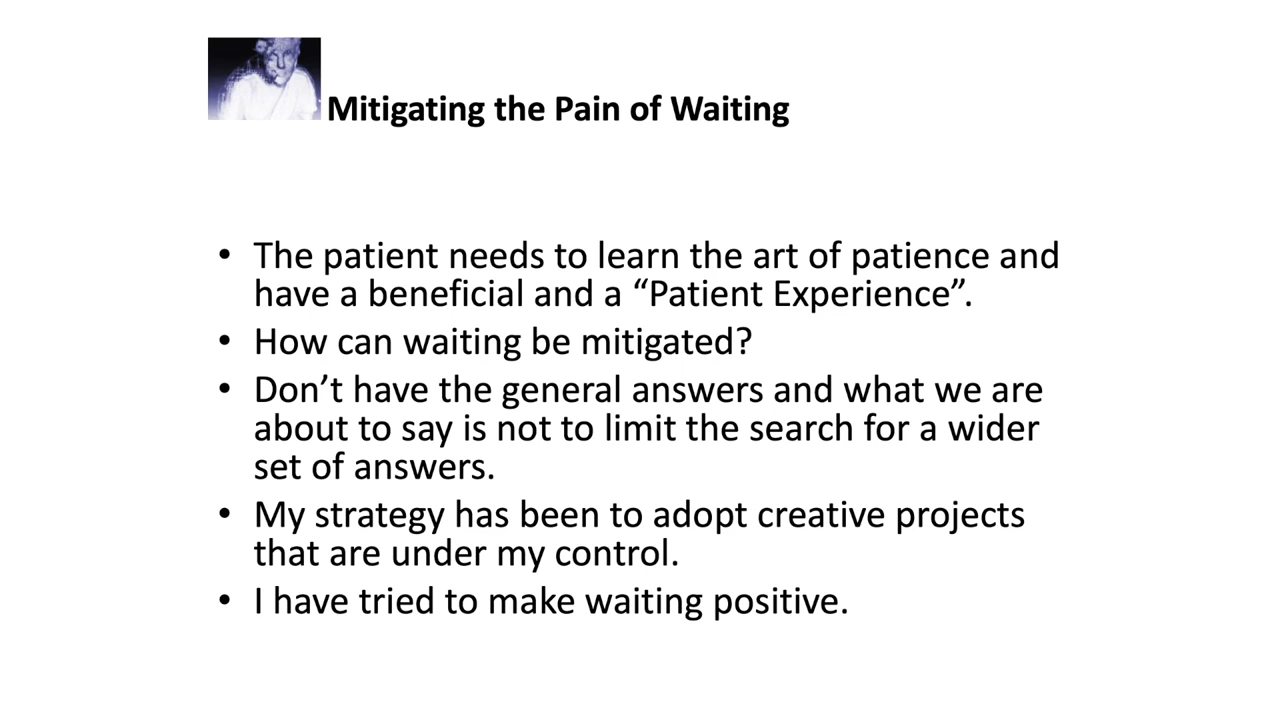 Mitigating the Pain of Waiting
• The patient needs to learn the art of patience and
have a beneficial and a “Patient Experience”.
• How can waiting be mitigated?
• Don’t have the general answers and what we are
about to say is not to limit the search for a wider
set of answers.
• My strategy has been to adopt creative projects
that are under my control.
• I have tried to make waiting positive.